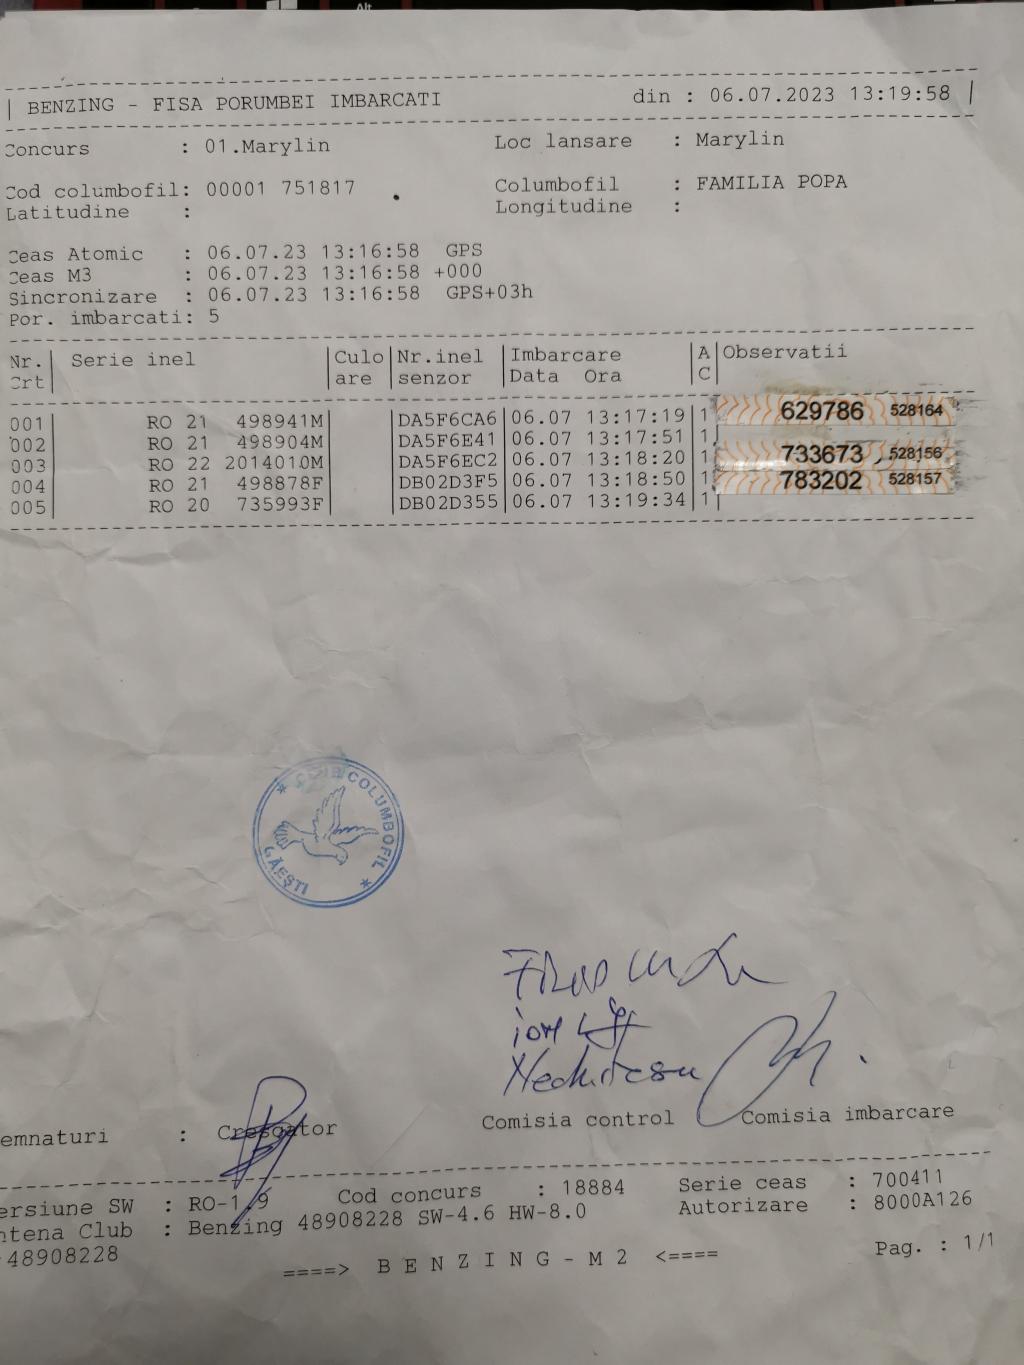 Alt
| BENZING - FISA PORUMBEI IMBARCATI din : 06.07.2023 13:19:58 |
Concurs : 01.Marylin Loc lansare : Marylin
Cod columbofil: 00001 751817 Columbofil : FAMILIA POPA
Latitudine : Longitudine :
Ceas Atomic : 06.07.23 13:16:58 GPS
Ceas M3 : 06.07.23 13:16:58 +000
Sincronizare : 06.07.23 13:16:58 GPS+03h
Por. imbarcati: 5
Nr.| Serie inel |Culo|Nr.inel |Imbarcare |A|Observatii
Crt| |are |senzor |Data Ora |C|
001| RO 21 498941M| |DA5F6CA6|06.07 13:17:19|1| 629786 528164
002| RO 21 498904M| |DA5F6E41|06.07 13:17:51|1|
003| RO 22 2014010M| |DA5F6EC2|06.07 13:18:20|1| 733673 528156
004| RO 21 498878F| |DB02D3F5|06.07 13:18:50|1| 783202 528157
005| RO 20 735993F| |DB02D355|06.07 13:19:34|1|
* CLUB COLUMBOFIL *
GĂEȘTI
ion
emnaturi : Crescator Comisia control Comisia imbarcare
ersiune SW : RO-1.9 Cod concurs : 18884 Serie ceas : 700411
ntena Club : Benzing 48908228 SW-4.6 HW-8.0 Autorizare : 8000A126
-48908228
====> B E N Z I N G - M 2 <==== Pag. : 1/1